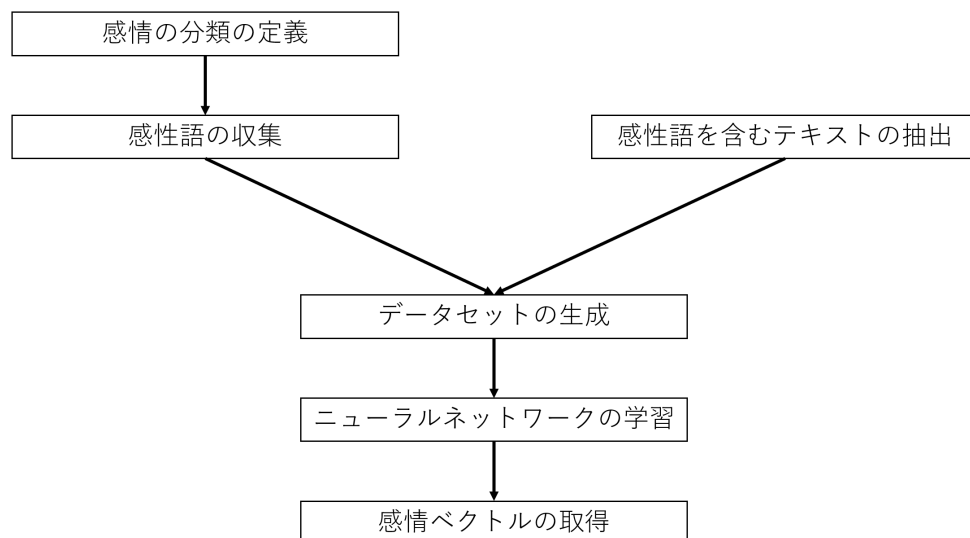 感情の分類の定義
感性語の収集
感性語を含むテキストの抽出
データセットの生成
ニューラルネットワークの学習
感情ベクトルの取得